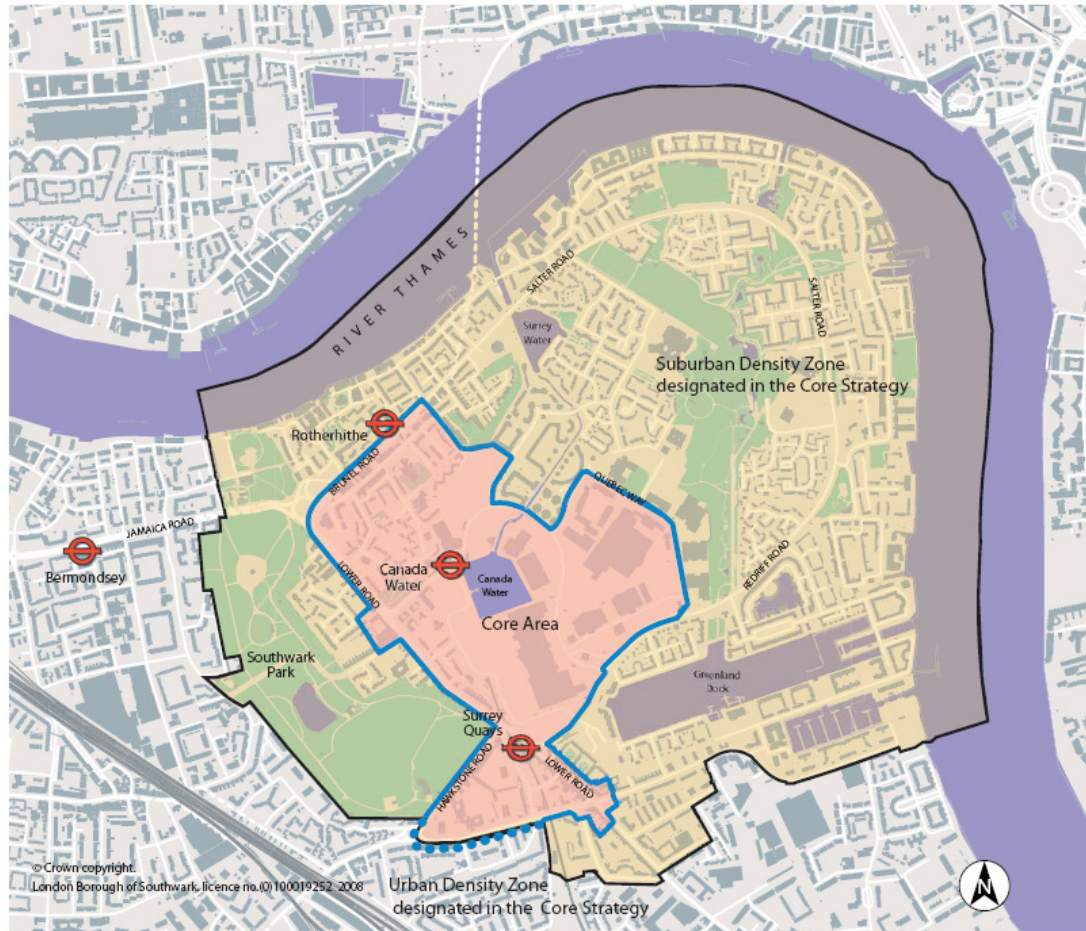 RIVER THAMES
SALTER ROAD
SALTER ROAD
Surrey
Water
Suburban Density Zone
designated in the Core Strategy
Rotherhithe
BRUNEL ROAD
QUEBEC WAY
JAMAICA ROAD
Bermondsey
Canada
Water
Canada
Water
LOWER ROAD
REDRIFF ROAD
Core Area
Southwark
Park
Greenland
Dock
Surrey
Quays
HAWKSTONE ROAD
LOWER ROAD
© Crown copyright.
London Borough of Southwark, licence no.(0)100019252 2008
Urban Density Zone
designated in the Core Strategy
N